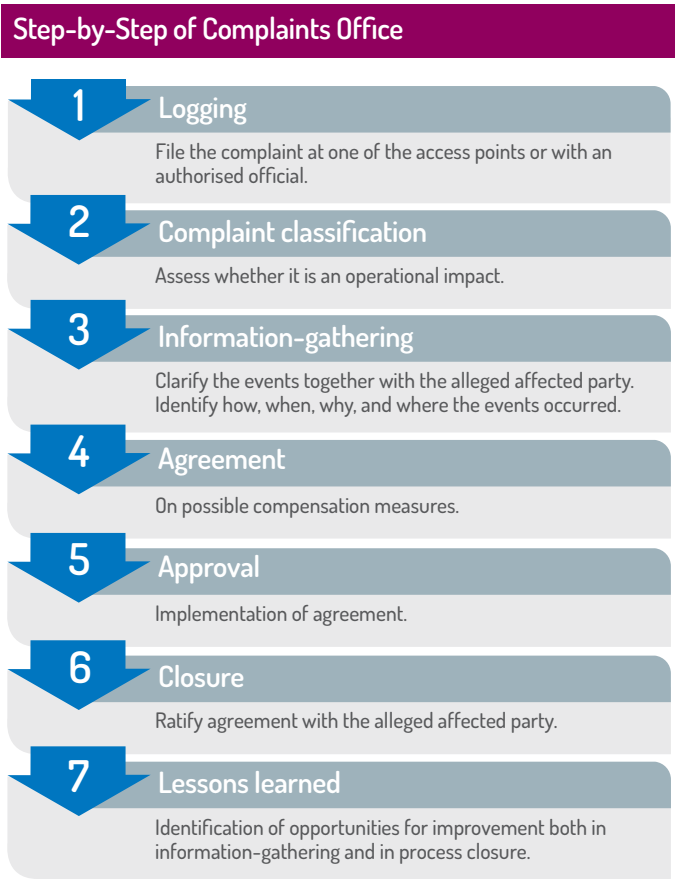 Step-by-Step of Complaints Office
1
Logging
File the complaint at one of the access points or with an
authorised official.
2
Complaint classification
Assess whether it is an operational impact.
3
Information-gathering
Clarify the events together with the alleged affected party.
Identify how, when, why, and where the events occurred.
4
Agreement
On possible compensation measures.
5
Approval
Implementation of agreement.
6
Closure
Ratify agreement with the alleged affected party.
7
Lessons learned
Identification of opportunities for improvement both in
information-gathering and in process closure.